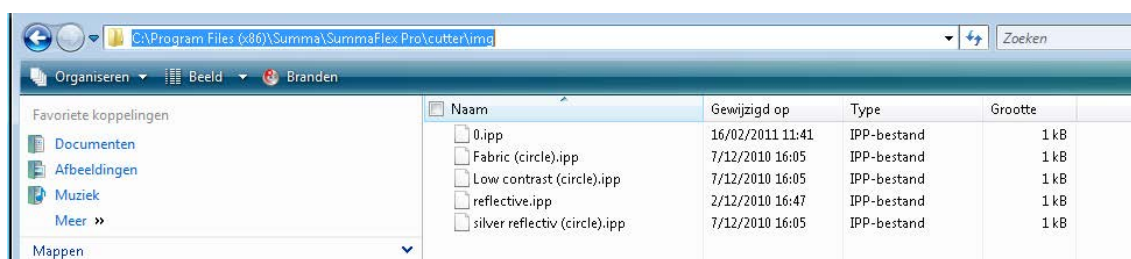 C:\Program Files (x86)\Summa\SummaFlex Pro\cutter\img
Zoeken
Organiseren Beeld Branden
Favoriete koppelingen
Documenten
Afbeeldingen
Muziek
Meer »
Mappen
Naam Gewijzigd op Type Grootte
0.ipp 16/02/2011 11:41 IPP-bestand 1 kB
Fabric (circle).ipp 7/12/2010 16:05 IPP-bestand 1 kB
Low contrast (circle).ipp 7/12/2010 16:05 IPP-bestand 1 kB
reflective.ipp 2/12/2010 16:47 IPP-bestand 1 kB
silver reflectiv (circle).ipp 7/12/2010 16:05 IPP-bestand 1 kB